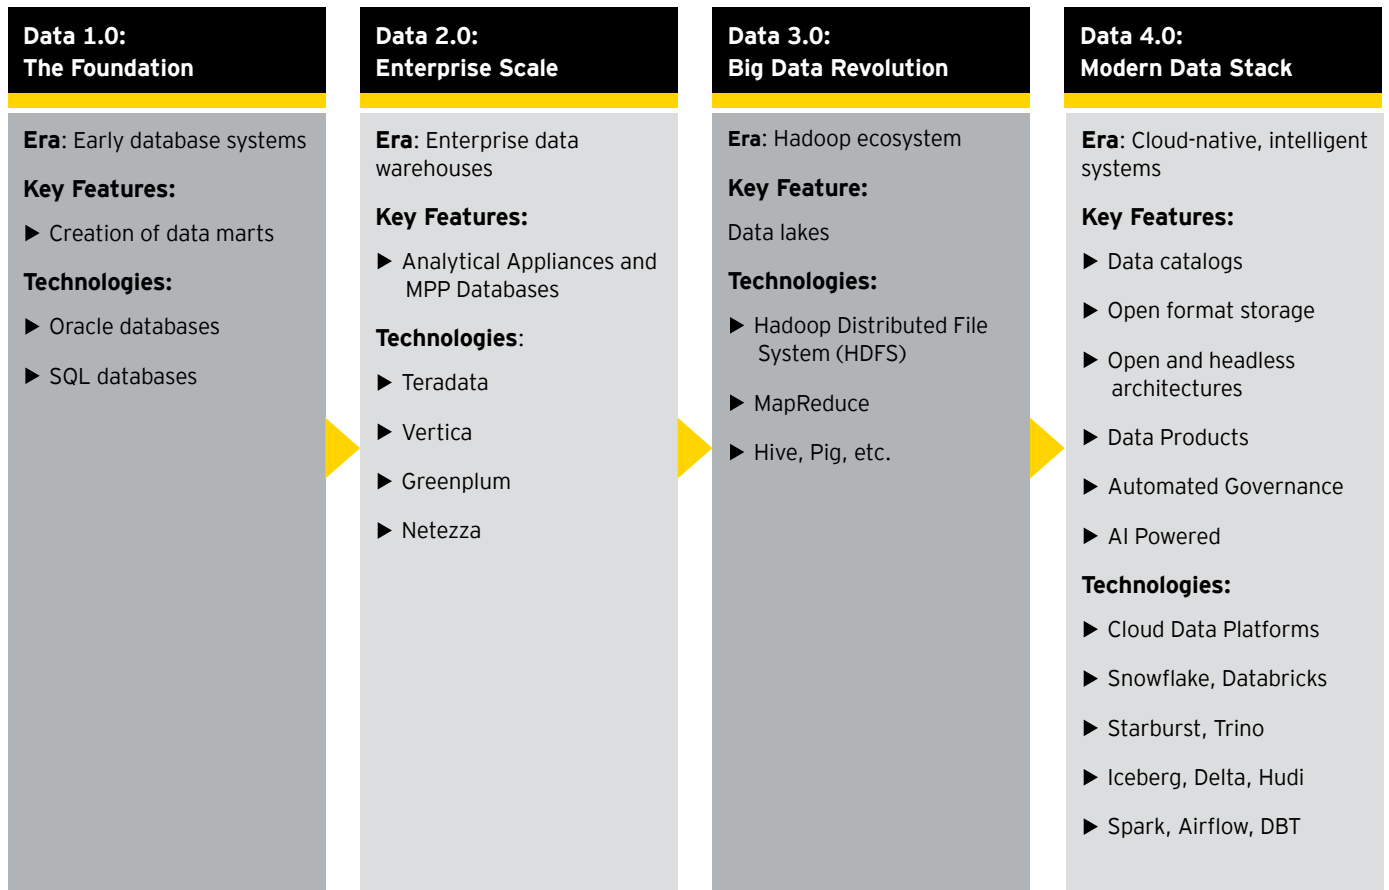 Data 1.0:
The Foundation
Era: Early database systems
Key Features:
▶ Creation of data marts
Technologies:
▶ Oracle databases
▶ SQL databases
Data 2.0:
Enterprise Scale
Era: Enterprise data
warehouses
Key Features:
▶ Analytical Appliances and
MPP Databases
Technologies:
▶ Teradata
▶ Vertica
▶ Greenplum
▶ Netezza
Data 3.0:
Big Data Revolution
Era: Hadoop ecosystem
Key Feature:
Data lakes
Technologies:
▶ Hadoop Distributed File
System (HDFS)
▶ MapReduce
▶ Hive, Pig, etc.
Data 4.0:
Modern Data Stack
Era: Cloud-native, intelligent
systems
Key Features:
▶ Data catalogs
▶ Open format storage
▶ Open and headless
architectures
▶ Data Products
▶ Automated Governance
▶ AI Powered
Technologies:
▶ Cloud Data Platforms
▶ Snowflake, Databricks
▶ Starburst, Trino
▶ Iceberg, Delta, Hudi
▶ Spark, Airflow, DBT